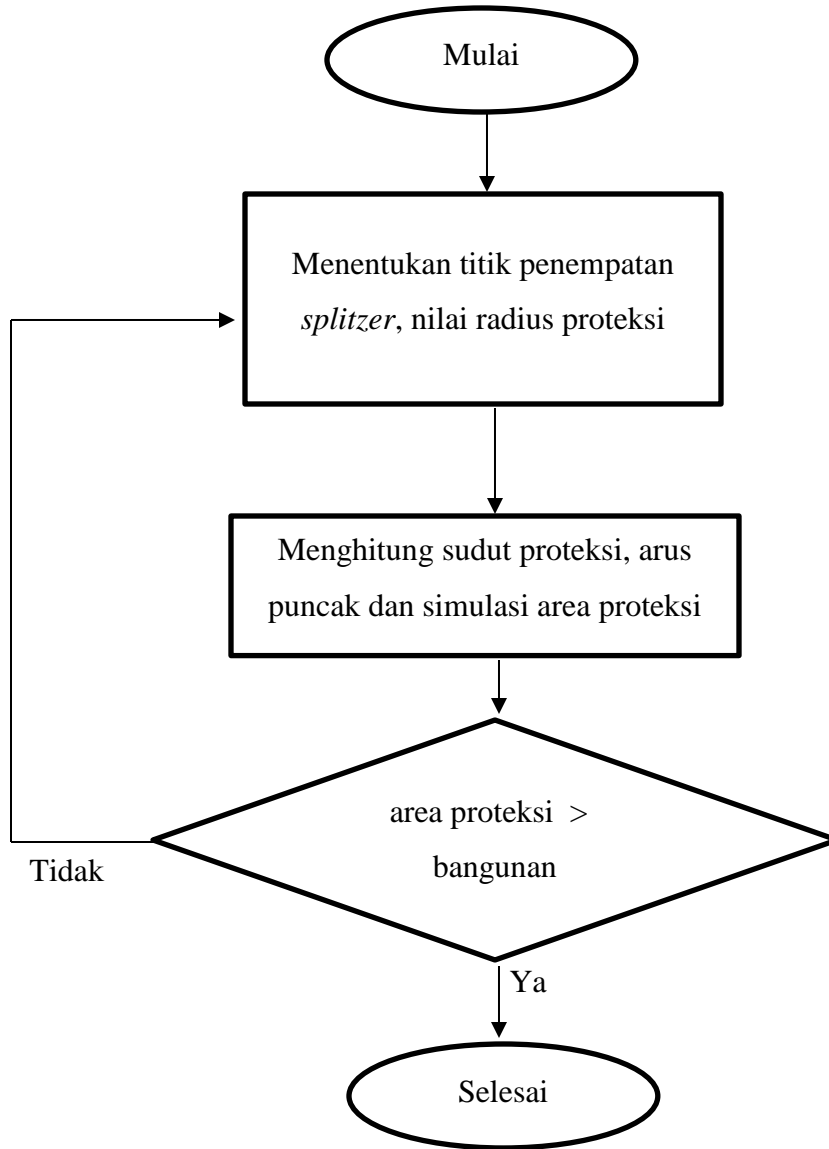 Mulai
Menentukan titik penempatan
splitzer, nilai radius proteksi
Menghitung sudut proteksi, arus
puncak dan simulasi area proteksi
area proteksi >
bangunan
Tidak
Ya
Selesai